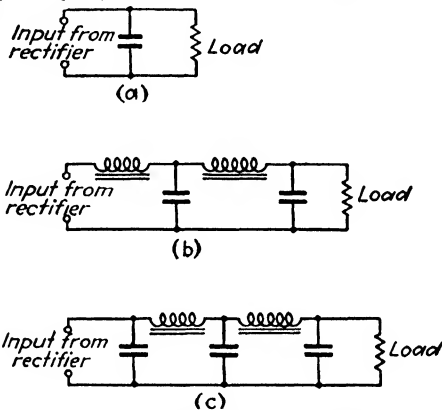 Input from
rectifier
Load
(a)
Input from
rectifier
Load
(b)
Input from
rectifier
Load
(c)